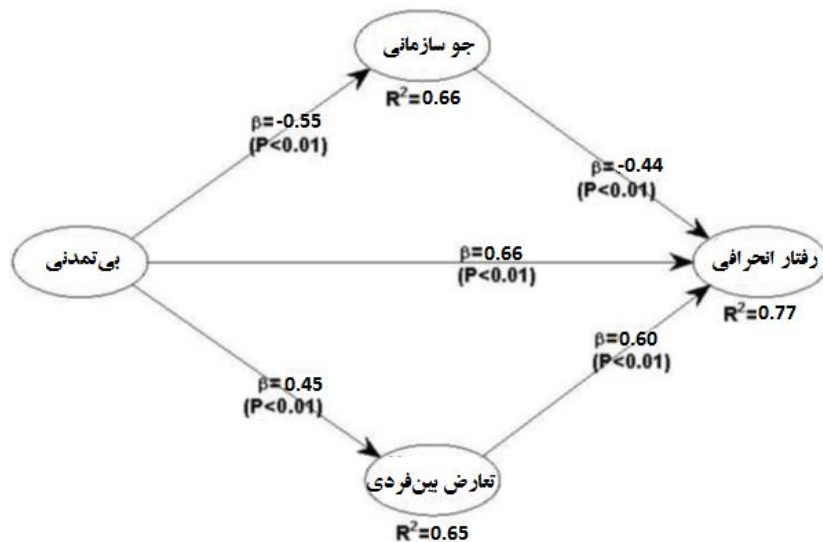 جو سازمانی
R²=0.66
β=-0.55
(P<0.01)
β=-0.44
(P<0.01)
بی‌تمدنی
β=0.66
(P<0.01)
رفتار انحرافی
R²=0.77
β=0.60
(P<0.01)
β=0.45
(P<0.01)
تعارض بین‌فردی
R²=0.65